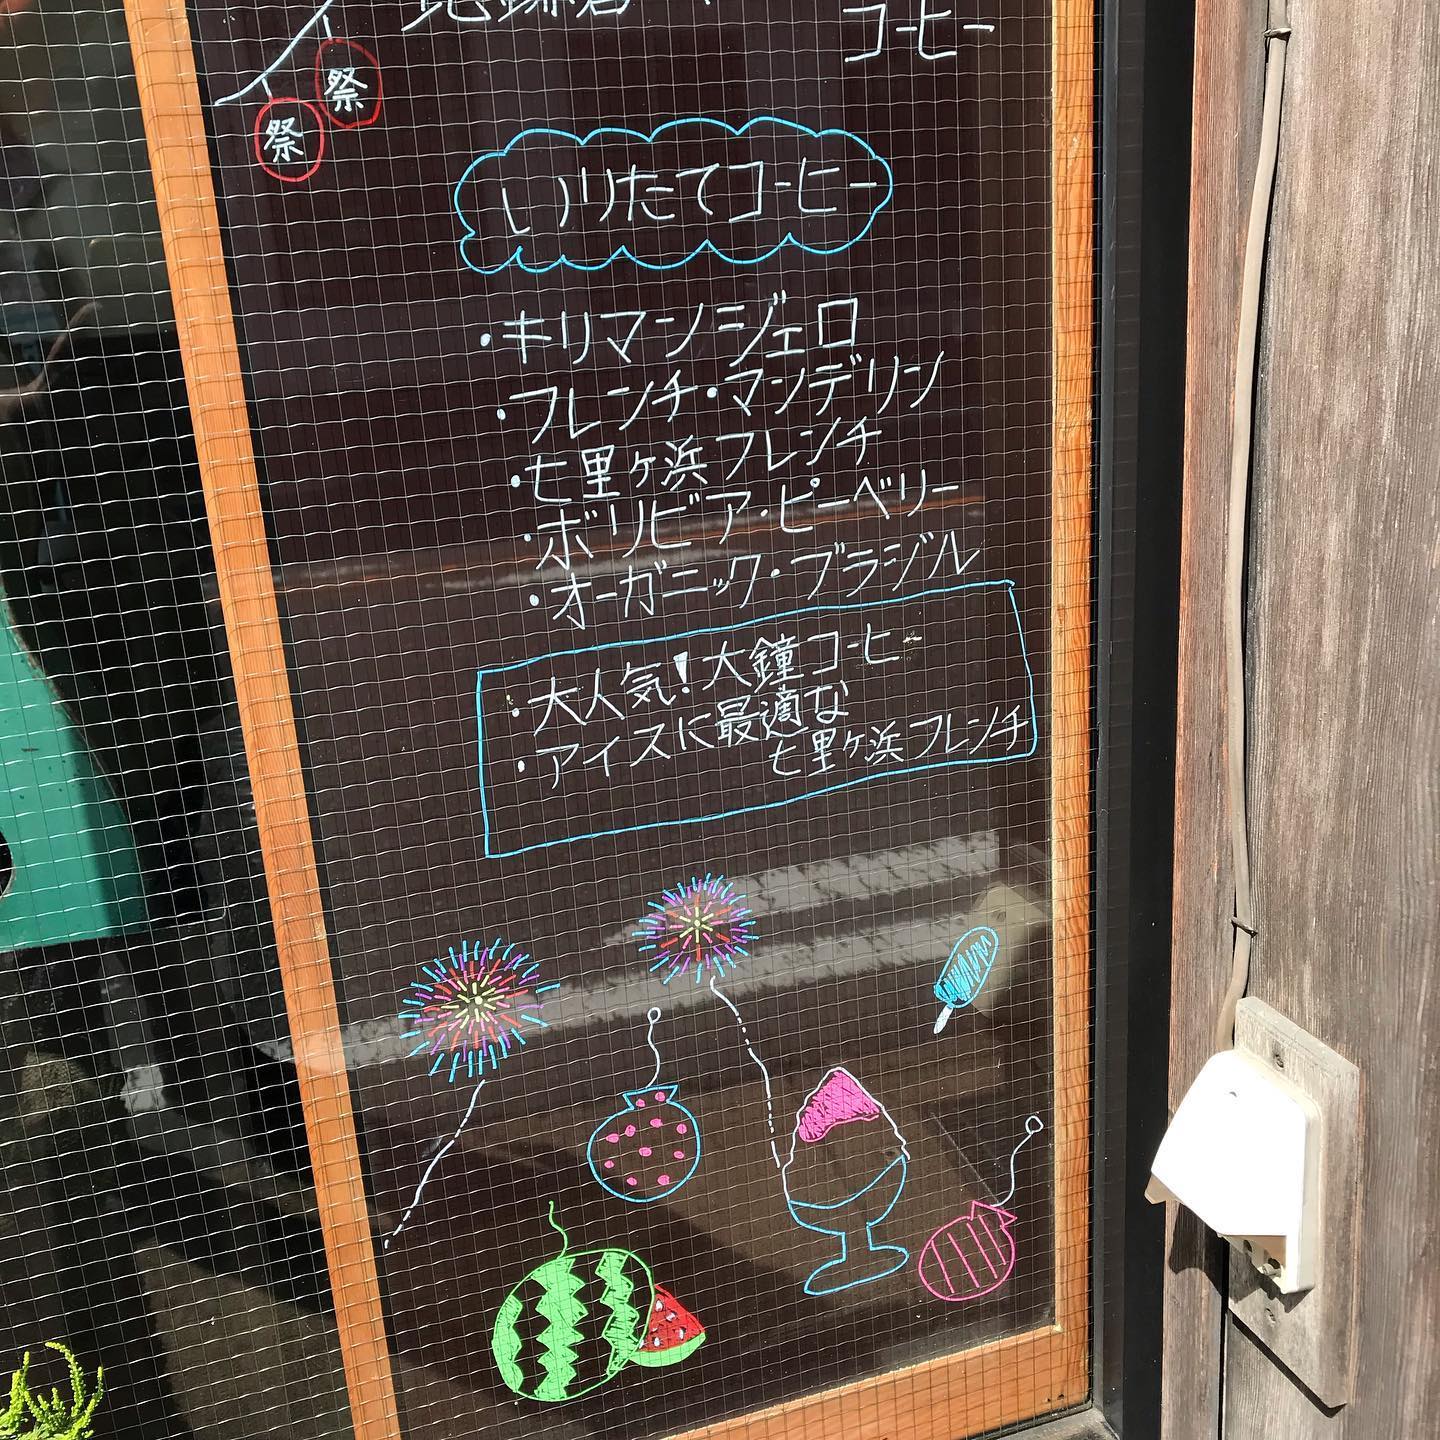 コーヒー
祭
祭
いりたてコーヒー
・キリマンジェロ
・フレンチ・マンデリン
・七里ヶ浜フレンチ
・ボリビア・ピーベリー
・オーガニック・ブラジル
・大人気!大鐘コーヒー
・アイスに最適な
七里ヶ浜フレンチ